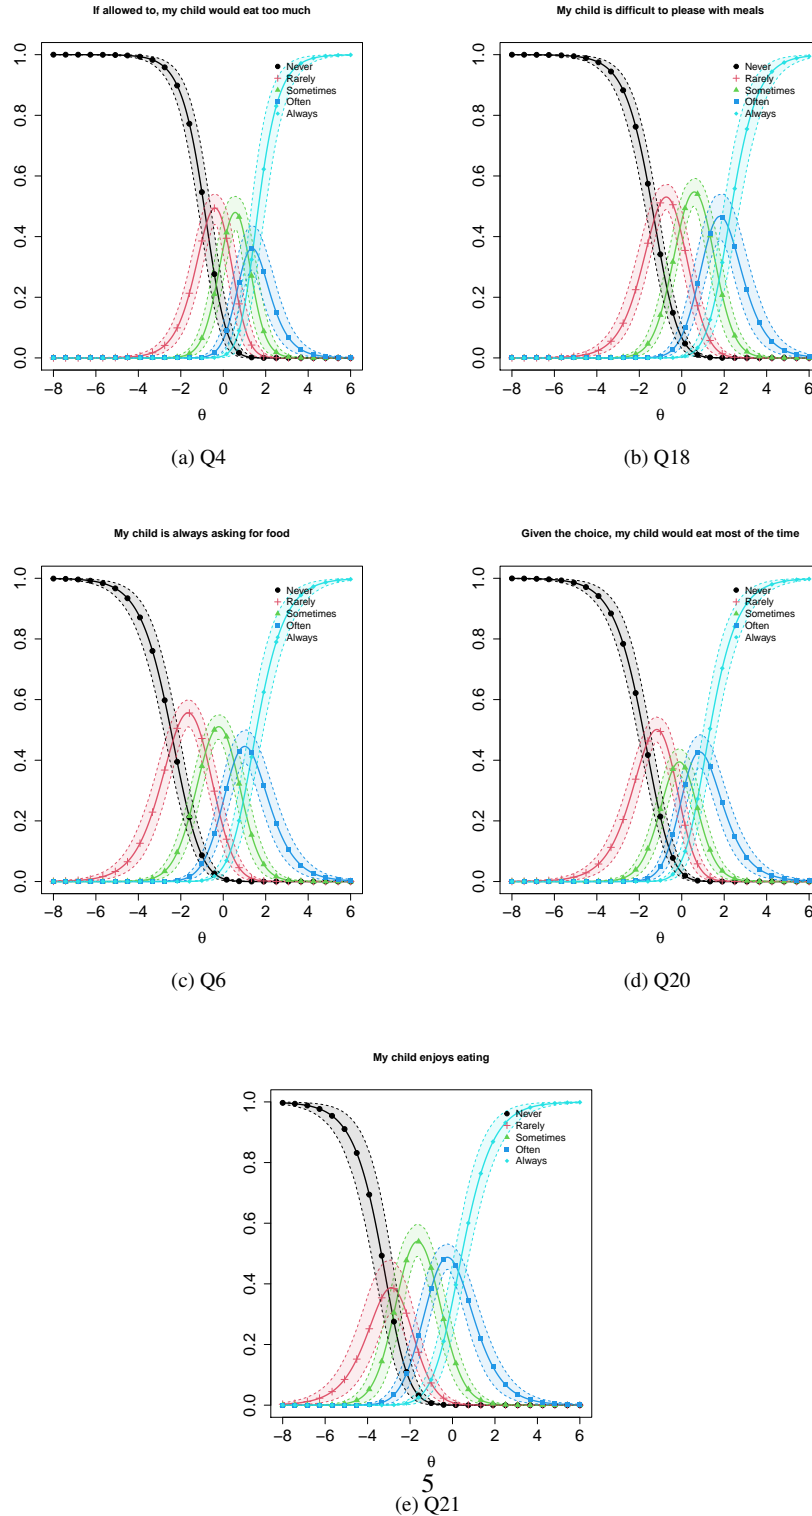 If allowed to, my child would eat too much
My child is difficult to please with meals
Never
Rarely
Sometimes
Often
Always
0.0 0.2 0.4 0.6 0.8 1.0
−8 −6 −4 −2 0 2 4 6
θ
Never
Rarely
Sometimes
Often
Always
0.0 0.2 0.4 0.6 0.8 1.0
−8 −6 −4 −2 0 2 4 6
θ
(a) Q4
(b) Q18
My child is always asking for food
Given the choice, my child would eat most of the time
Never
Rarely
Sometimes
Often
Always
0.0 0.2 0.4 0.6 0.8 1.0
−8 −6 −4 −2 0 2 4 6
θ
Never
Rarely
Sometimes
Often
Always
0.0 0.2 0.4 0.6 0.8 1.0
−8 −6 −4 −2 0 2 4 6
θ
(c) Q6
(d) Q20
My child enjoys eating
Never
Rarely
Sometimes
Often
Always
0.0 0.2 0.4 0.6 0.8 1.0
−8 −6 −4 −2 0 2 4 6
θ
5
(e) Q21